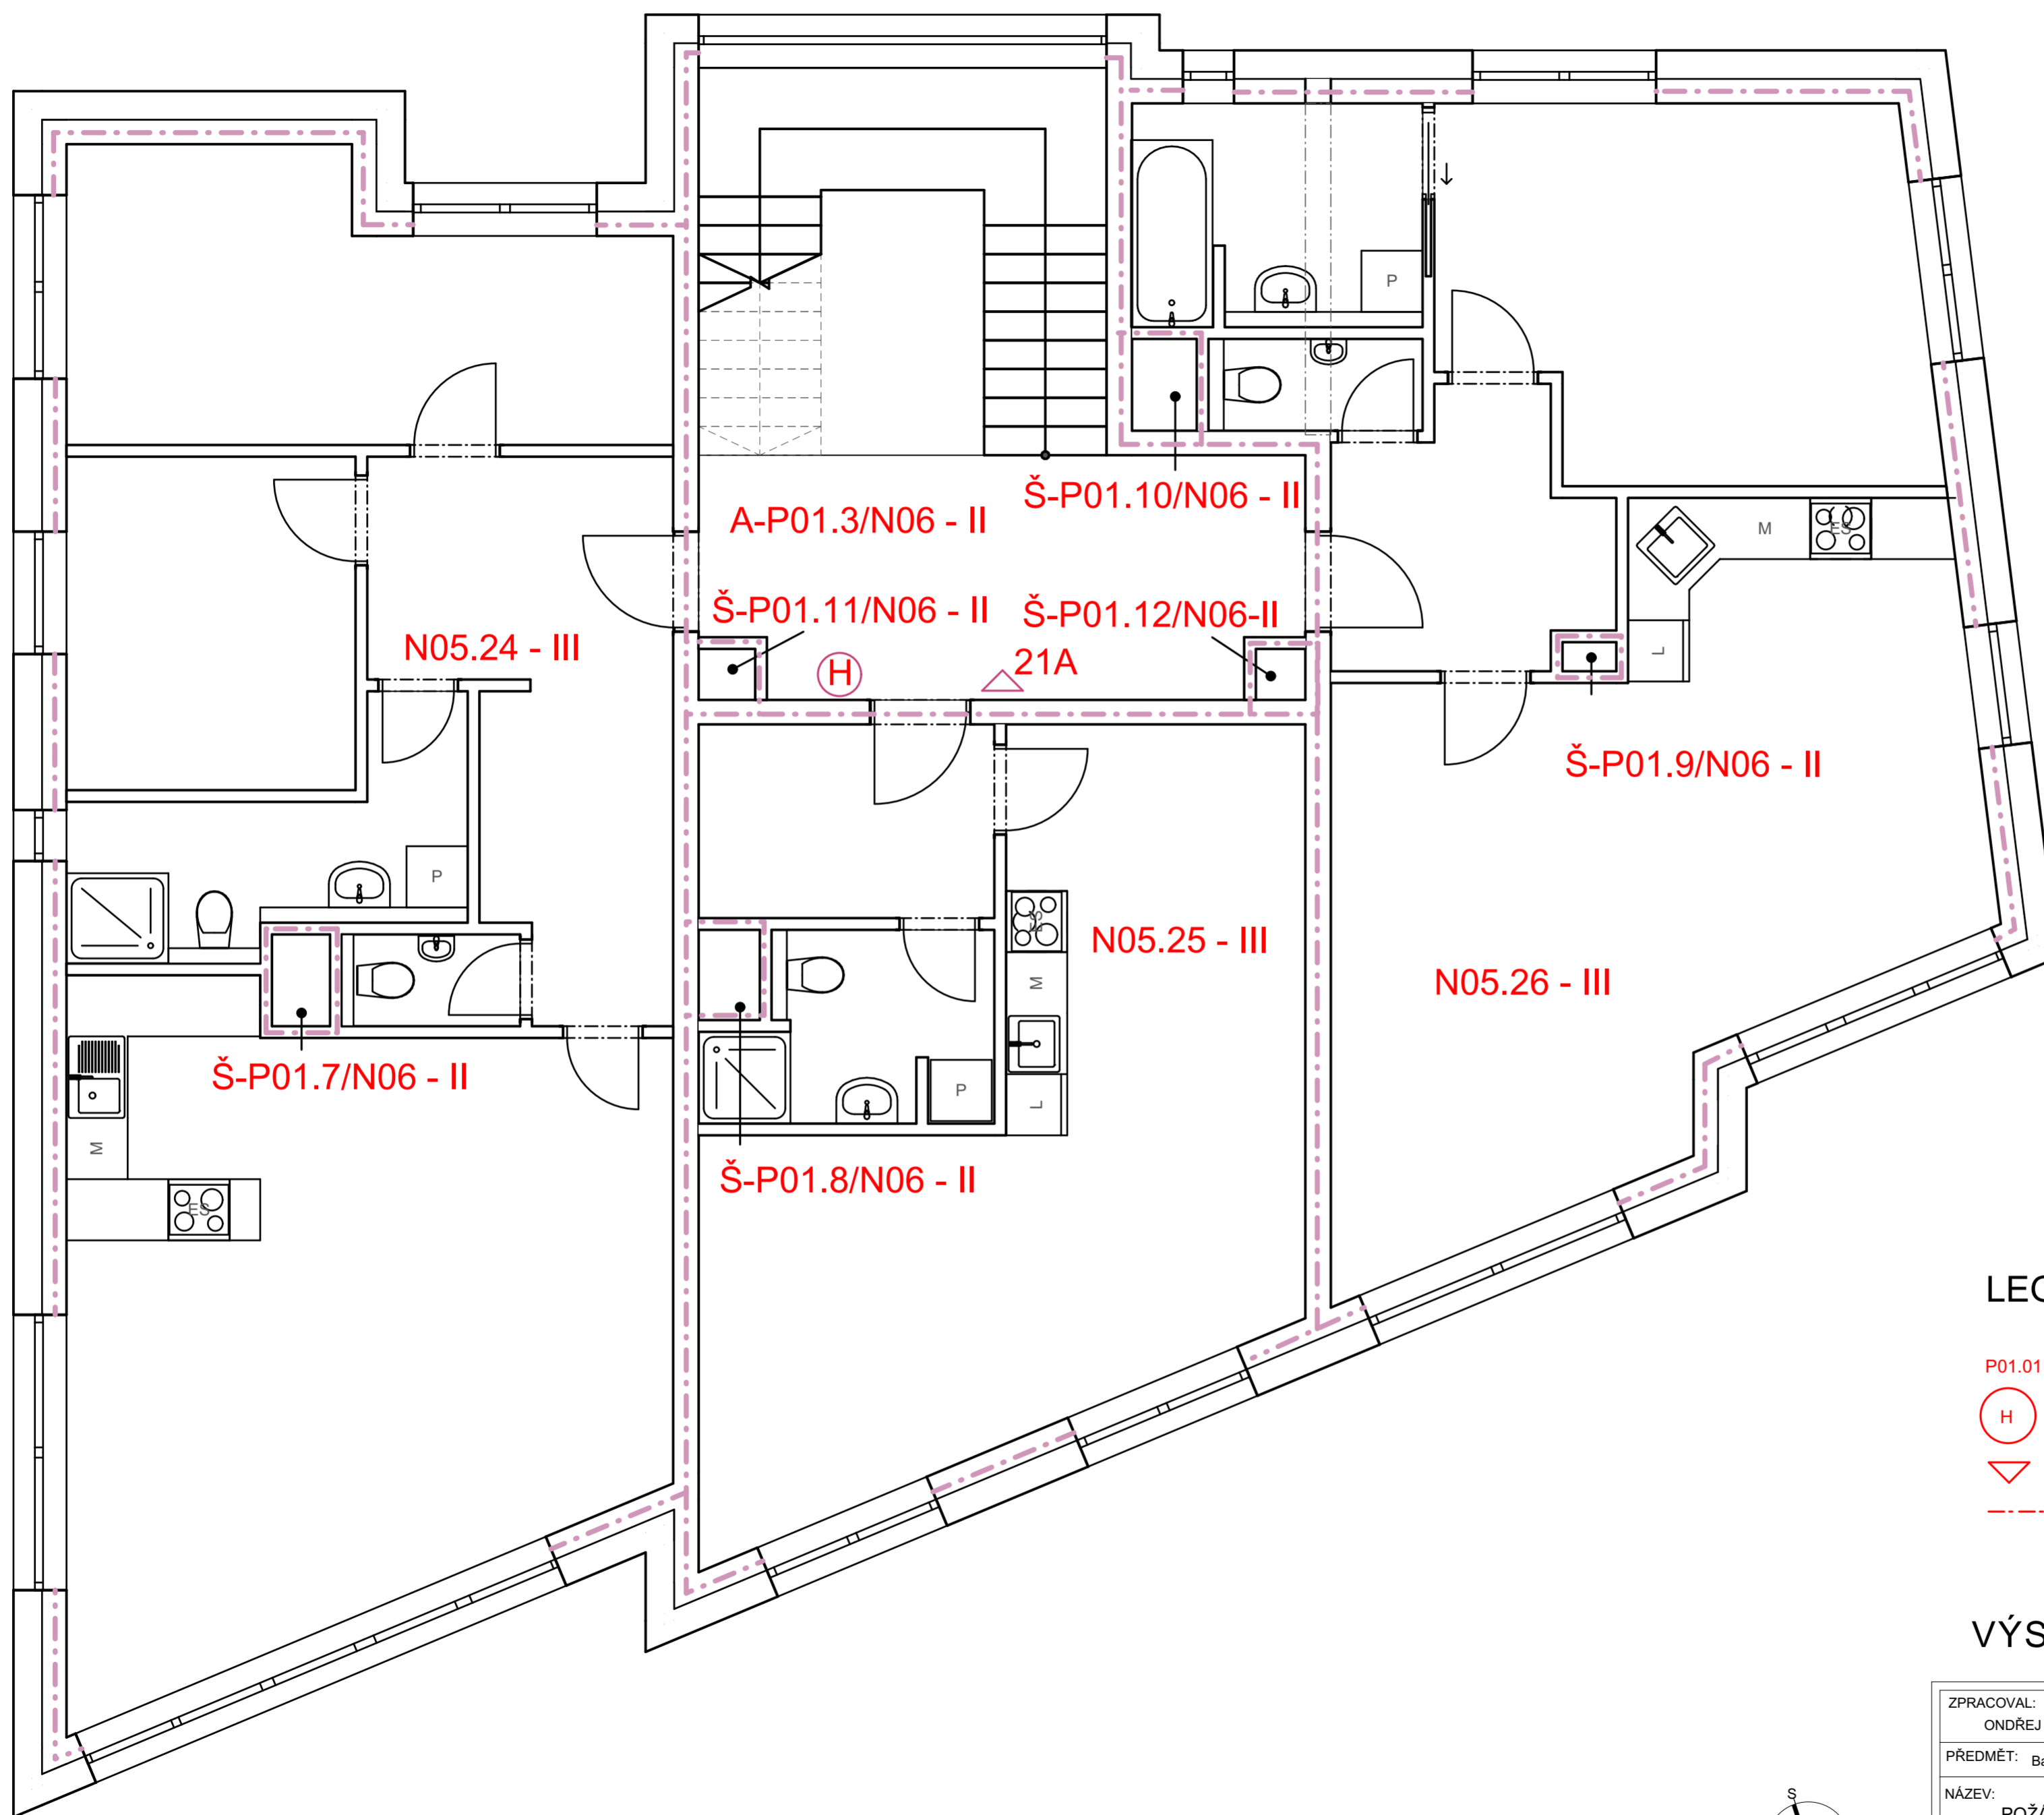 P
Š-P01.10/N06 - II
A-P01.3/N06 - II
M
ES
Š-P01.11/N06 - II
Š-P01.12/N06-II
N05.24 - III
H
21A
L
Š-P01.9/N06 - II
P
ES
N05.25 - III
M
N05.26 - III
Š-P01.7/N06 - II
P
L
M
Š-P01.8/N06 - II
ES
P01.01
H
ZPRACOVAL:
ONDŘEJ
PŘEDMĚT:
NÁZEV:
S